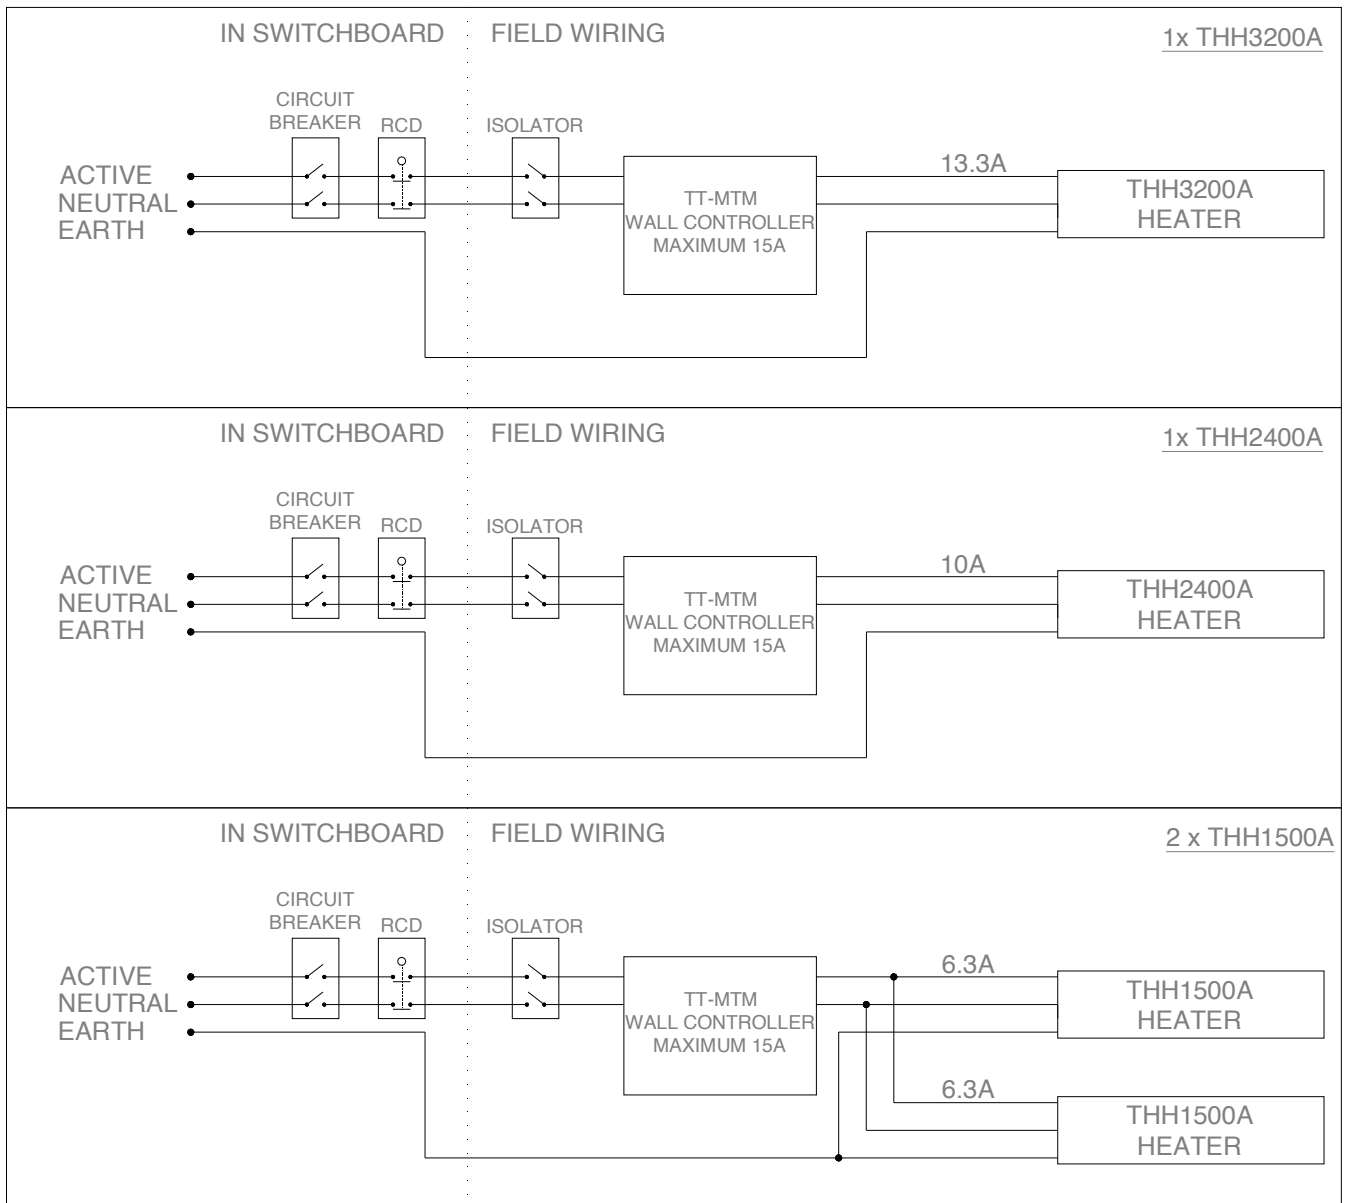 IN SWITCHBOARD
FIELD WIRING
1x THH3200A
CIRCUIT
BREAKER
RCD
ISOLATOR
ACTIVE
NEUTRAL
EARTH
TT-MTM
WALL CONTROLLER
MAXIMUM 15A
13.3A
THH3200A
HEATER
IN SWITCHBOARD
FIELD WIRING
1x THH2400A
CIRCUIT
BREAKER
RCD
ISOLATOR
ACTIVE
NEUTRAL
EARTH
TT-MTM
WALL CONTROLLER
MAXIMUM 15A
10A
THH2400A
HEATER
IN SWITCHBOARD
FIELD WIRING
2 x THH1500A
CIRCUIT
BREAKER
RCD
ISOLATOR
ACTIVE
NEUTRAL
EARTH
TT-MTM
WALL CONTROLLER
MAXIMUM 15A
6.3A
THH1500A
HEATER
6.3A
THH1500A
HEATER